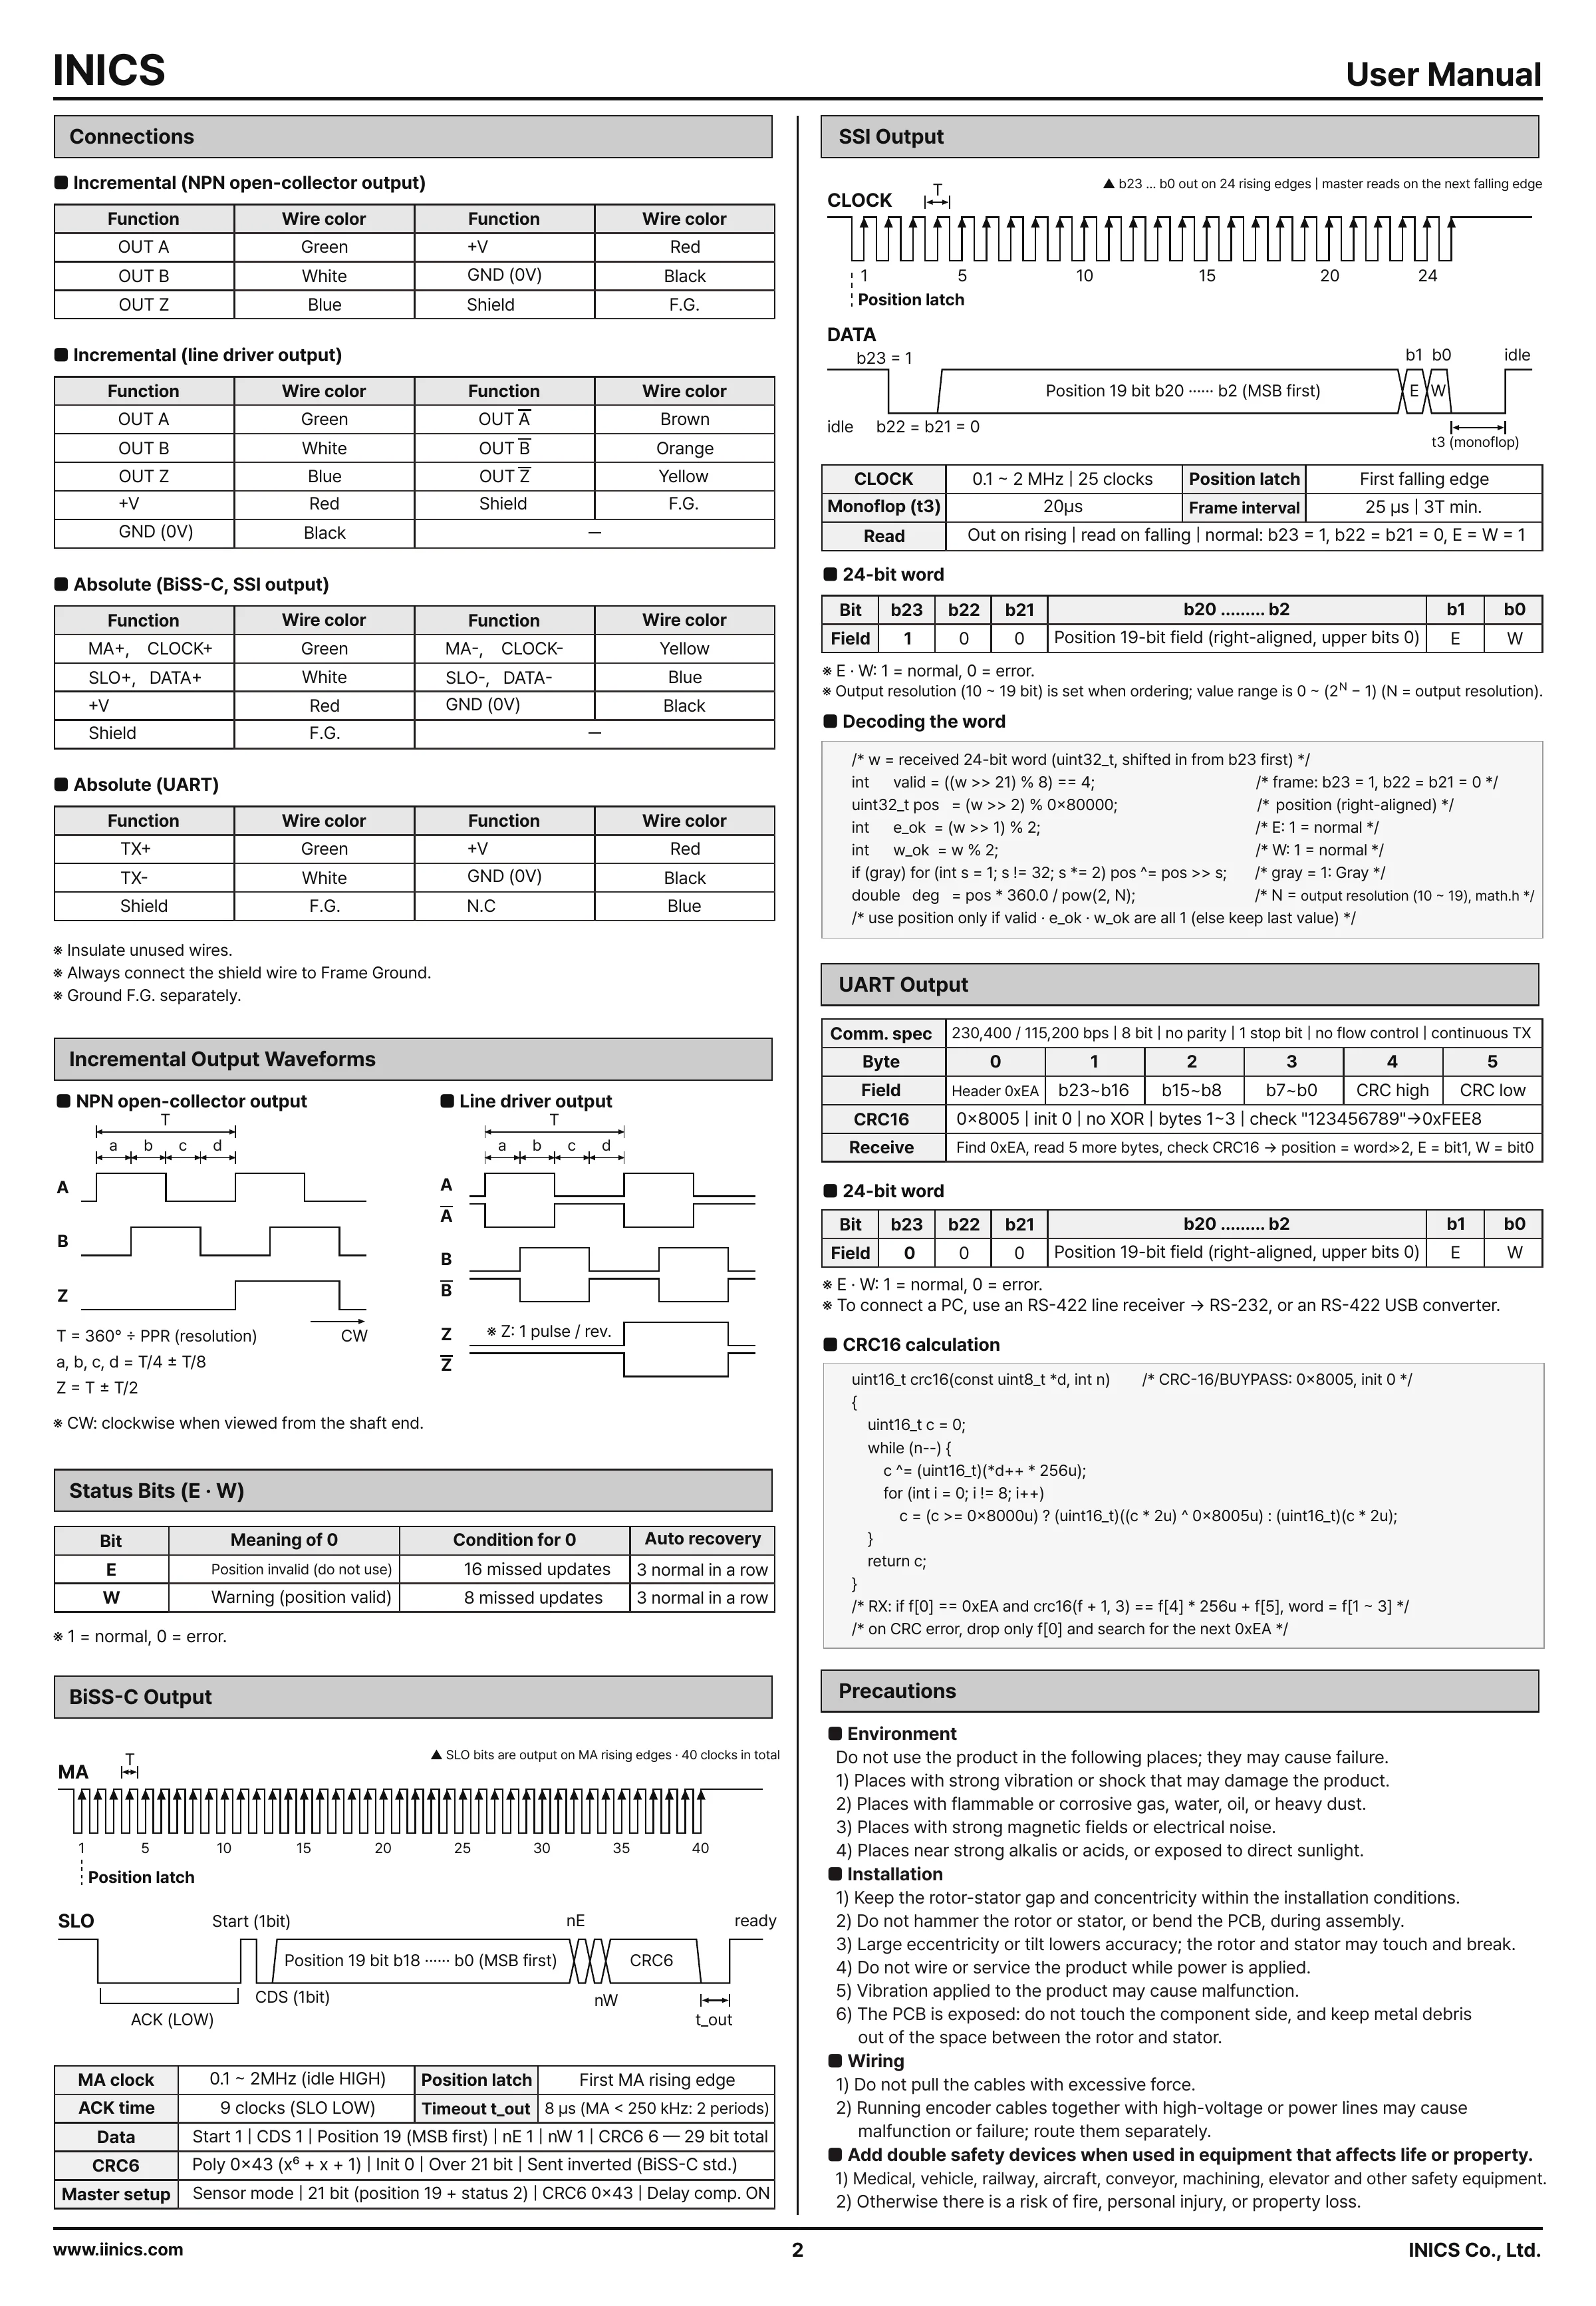 INICS
User Manual
Connections
■ Incremental (NPN open-collector output)
Function Wire color Function Wire color
OUT A Green +V Red
OUT B White GND (0V) Black
OUT Z Blue Shield F.G.
■ Incremental (line driver output)
Function Wire color Function Wire color
OUT A Green OUT A̅ Brown
OUT B White OUT B̅ Orange
OUT Z Blue OUT Z̅ Yellow
+V Red Shield F.G.
GND (0V) Black —
■ Absolute (BiSS-C, SSI output)
Function Wire color Function Wire color
MA+, CLOCK+ Green MA-, CLOCK- Yellow
SLO+, DATA+ White SLO-, DATA- Blue
+V Red GND (0V) Black
Shield F.G. —
■ Absolute (UART)
Function Wire color Function Wire color
TX+ Green +V Red
TX- White GND (0V) Black
Shield F.G. N.C Blue
※ Insulate unused wires.
※ Always connect the shield wire to Frame Ground.
※ Ground F.G. separately.
Incremental Output Waveforms
■ NPN open-collector output
T
a b c d
A
B
Z
CW
T = 360° ÷ PPR (resolution)
a, b, c, d = T/4 ± T/8
Z = T ± T/2
■ Line driver output
T
a b c d
A
A̅
B
B̅
Z ※ Z: 1 pulse / rev.
Z̅
※ CW: clockwise when viewed from the shaft end.
Status Bits (E · W)
Bit Meaning of 0 Condition for 0 Auto recovery
E Position invalid (do not use) 16 missed updates 3 normal in a row
W Warning (position valid) 8 missed updates 3 normal in a row
※ 1 = normal, 0 = error.
BiSS-C Output
▲ SLO bits are output on MA rising edges · 40 clocks in total
T
MA
1 5 10 15 20 25 30 35 40
Position latch
SLO Start (1bit) nE ready
Position 19 bit b18 ······ b0 (MSB first) CRC6
CDS (1bit) nW
ACK (LOW) t_out
MA clock 0.1 ~ 2MHz (idle HIGH) Position latch First MA rising edge
ACK time 9 clocks (SLO LOW) Timeout t_out 8 µs (MA < 250 kHz: 2 periods)
Data Start 1 | CDS 1 | Position 19 (MSB first) | nE 1 | nW 1 | CRC6 6 — 29 bit total
CRC6 Poly 0×43 (x⁶ + x + 1) | Init 0 | Over 21 bit | Sent inverted (BiSS-C std.)
Master setup Sensor mode | 21 bit (position 19 + status 2) | CRC6 0×43 | Delay comp. ON
SSI Output
▲ b23 ... b0 out on 24 rising edges | master reads on the next falling edge
T
CLOCK
1 5 10 15 20 24
Position latch
DATA
b23 = 1 b1 b0 idle
Position 19 bit b20 ······ b2 (MSB first) E W
idle b22 = b21 = 0
t3 (monoflop)
CLOCK 0.1 ~ 2 MHz | 25 clocks Position latch First falling edge
Monoflop (t3) 20µs Frame interval 25 µs | 3T min.
Read Out on rising | read on falling | normal: b23 = 1, b22 = b21 = 0, E = W = 1
■ 24-bit word
Bit b23 b22 b21 b20 ......... b2 b1 b0
Field 1 0 0 Position 19-bit field (right-aligned, upper bits 0) E W
※ E · W: 1 = normal, 0 = error.
※ Output resolution (10 ~ 19 bit) is set when ordering; value range is 0 ~ (2ᴺ − 1) (N = output resolution).
■ Decoding the word
/* w = received 24-bit word (uint32_t, shifted in from b23 first) */
int valid = ((w >> 21) % 8) == 4; /* frame: b23 = 1, b22 = b21 = 0 */
uint32_t pos = (w >> 2) % 0×80000; /* position (right-aligned) */
int e_ok = (w >> 1) % 2; /* E: 1 = normal */
int w_ok = w % 2; /* W: 1 = normal */
if (gray) for (int s = 1; s != 32; s *= 2) pos ^= pos >> s; /* gray = 1: Gray */
double deg = pos * 360.0 / pow(2, N); /* N = output resolution (10 ~ 19), math.h */
/* use position only if valid · e_ok · w_ok are all 1 (else keep last value) */
UART Output
Comm. spec 230,400 / 115,200 bps | 8 bit | no parity | 1 stop bit | no flow control | continuous TX
Byte 0 1 2 3 4 5
Field Header 0xEA b23~b16 b15~b8 b7~b0 CRC high CRC low
CRC16 0×8005 | init 0 | no XOR | bytes 1~3 | check "123456789"→0xFEE8
Receive Find 0xEA, read 5 more bytes, check CRC16 → position = word≫2, E = bit1, W = bit0
■ 24-bit word
Bit b23 b22 b21 b20 ......... b2 b1 b0
Field 0 0 0 Position 19-bit field (right-aligned, upper bits 0) E W
※ E · W: 1 = normal, 0 = error.
※ To connect a PC, use an RS-422 line receiver → RS-232, or an RS-422 USB converter.
■ CRC16 calculation
uint16_t crc16(const uint8_t *d, int n) /* CRC-16/BUYPASS: 0×8005, init 0 */
{
uint16_t c = 0;
while (n--) {
c ^= (uint16_t)(*d++ * 256u);
for (int i = 0; i != 8; i++)
c = (c >= 0×8000u) ? (uint16_t)((c * 2u) ^ 0×8005u) : (uint16_t)(c * 2u);
}
return c;
}
/* RX: if f[0] == 0xEA and crc16(f + 1, 3) == f[4] * 256u + f[5], word = f[1 ~ 3] */
/* on CRC error, drop only f[0] and search for the next 0xEA */
Precautions
■ Environment
Do not use the product in the following places; they may cause failure.
1) Places with strong vibration or shock that may damage the product.
2) Places with flammable or corrosive gas, water, oil, or heavy dust.
3) Places with strong magnetic fields or electrical noise.
4) Places near strong alkalis or acids, or exposed to direct sunlight.
■ Installation
1) Keep the rotor-stator gap and concentricity within the installation conditions.
2) Do not hammer the rotor or stator, or bend the PCB, during assembly.
3) Large eccentricity or tilt lowers accuracy; the rotor and stator may touch and break.
4) Do not wire or service the product while power is applied.
5) Vibration applied to the product may cause malfunction.
6) The PCB is exposed: do not touch the component side, and keep metal debris
out of the space between the rotor and stator.
■ Wiring
1) Do not pull the cables with excessive force.
2) Running encoder cables together with high-voltage or power lines may cause
malfunction or failure; route them separately.
■ Add double safety devices when used in equipment that affects life or property.
1) Medical, vehicle, railway, aircraft, conveyor, machining, elevator and other safety equipment.
2) Otherwise there is a risk of fire, personal injury, or property loss.
www.iinics.com
2
INICS Co., Ltd.